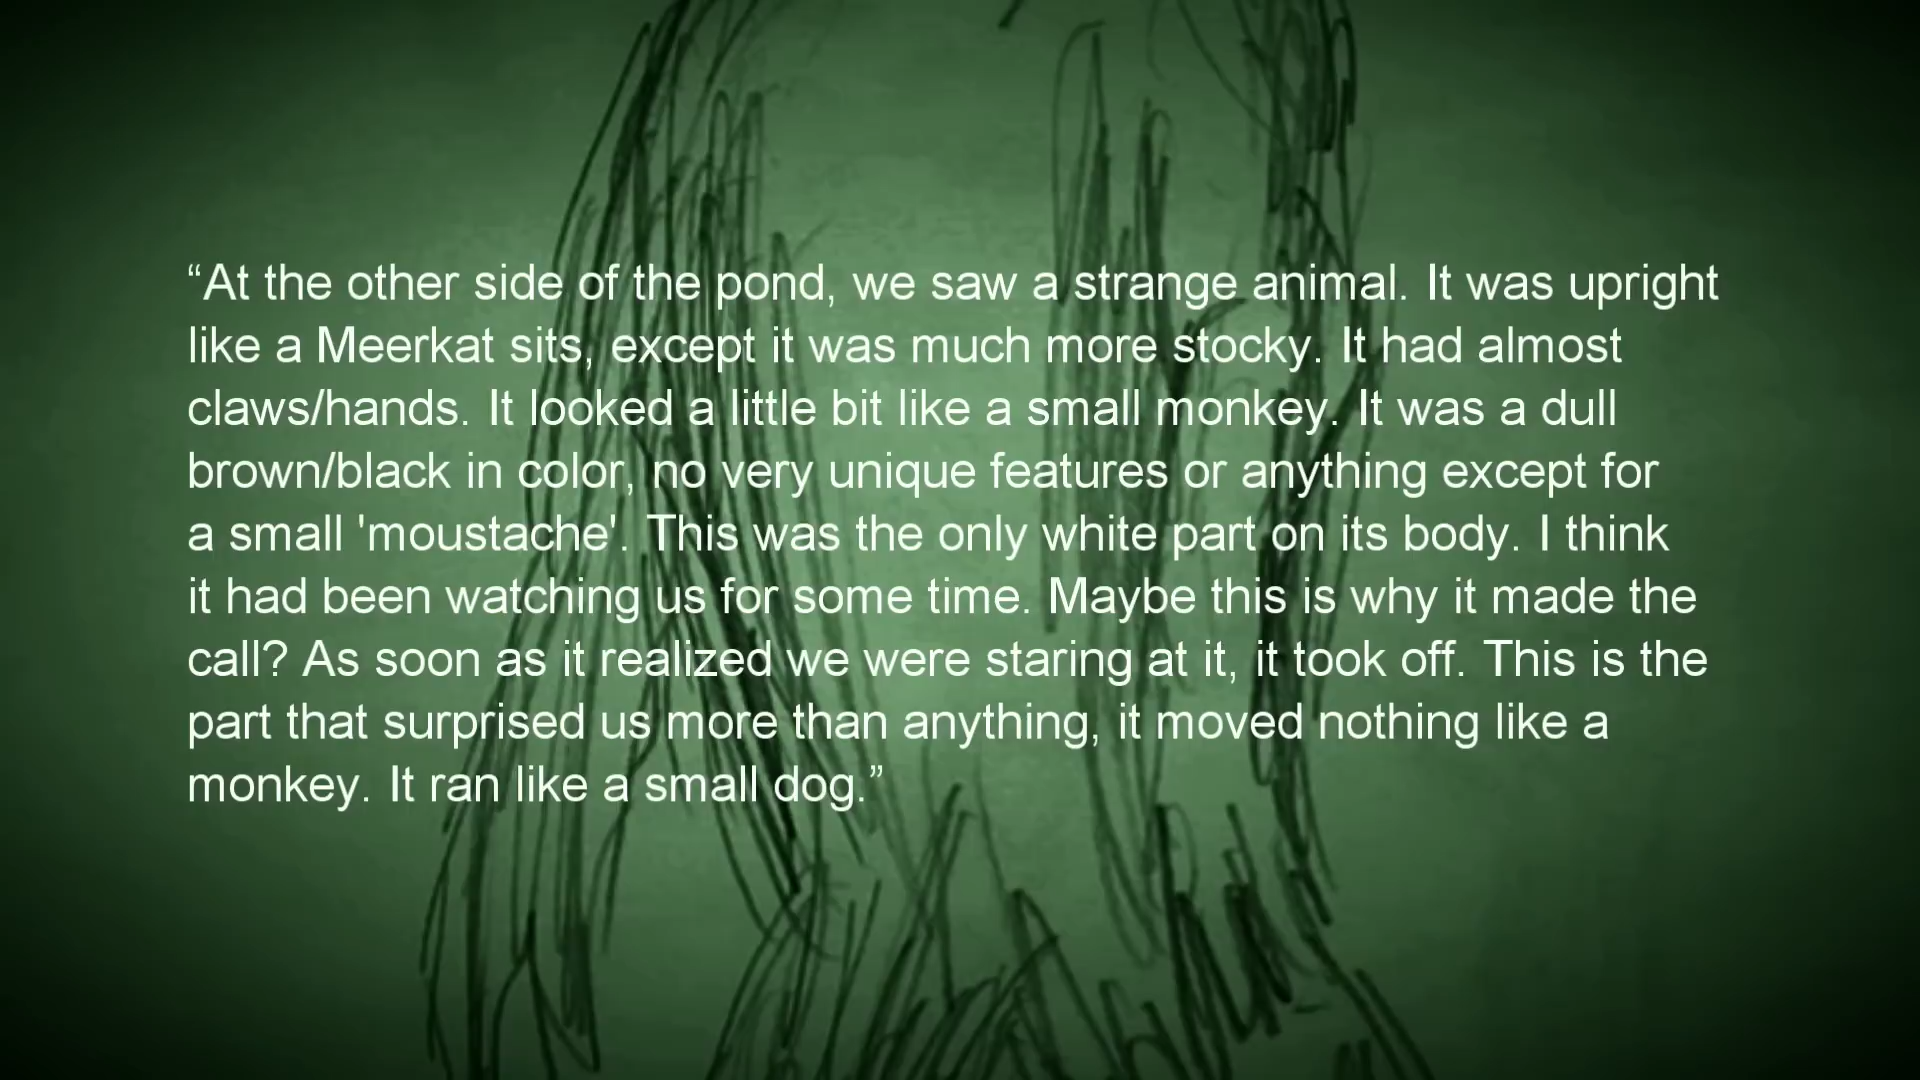 “At the other side of the pond, we saw a strange animal. It was upright
like a Meerkat sits, except it was much more stocky. It had almost
claws/hands. It looked a little bit like a small monkey. It was a dull
brown/black in color, no very unique features or anything except for
a small 'moustache'. This was the only white part on its body. I think
it had been watching us for some time. Maybe this is why it made the
call? As soon as it realized we were staring at it, it took off. This is the
part that surprised us more than anything, it moved nothing like a
monkey. It ran like a small dog.”